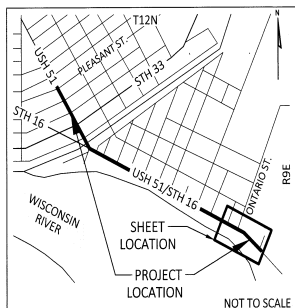 T12N
N
USH 51
PLEASANT ST.
STH 33
STH 16
ONTARIO ST.
R9E
USH 51/STH 16
WISCONSIN
RIVER
SHEET
LOCATION
PROJECT
LOCATION
NOT TO SCALE